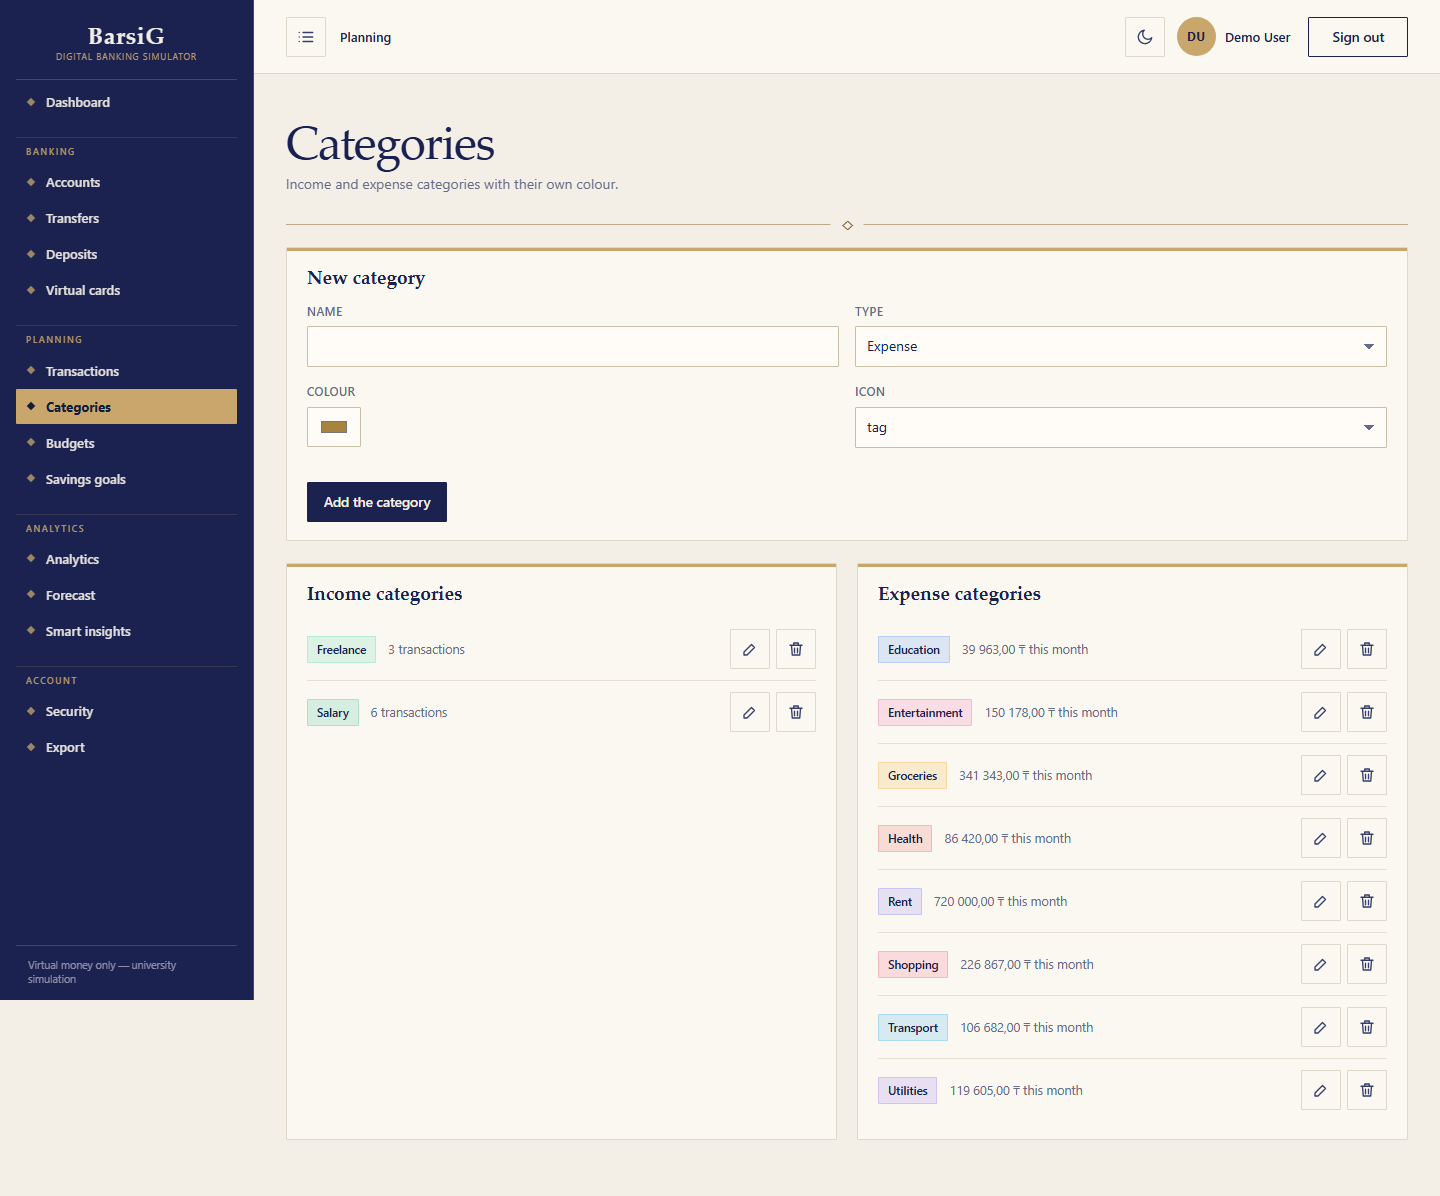 BarsiG
DIGITAL BANKING SIMULATOR
Dashboard
BANKING
Accounts
Transfers
Deposits
Virtual cards
PLANNING
Transactions
Categories
Budgets
Savings goals
ANALYTICS
Analytics
Forecast
Smart insights
ACCOUNT
Security
Export
Virtual money only — university
simulation
Planning
DU Demo User
Sign out
Categories
Income and expense categories with their own colour.
New category
NAME
TYPE
Expense
COLOUR
ICON
tag
Add the category
Income categories
Freelance 3 transactions
Salary 6 transactions
Expense categories
Education 39 963,00 ₸ this month
Entertainment 150 178,00 ₸ this month
Groceries 341 343,00 ₸ this month
Health 86 420,00 ₸ this month
Rent 720 000,00 ₸ this month
Shopping 226 867,00 ₸ this month
Transport 106 682,00 ₸ this month
Utilities 119 605,00 ₸ this month